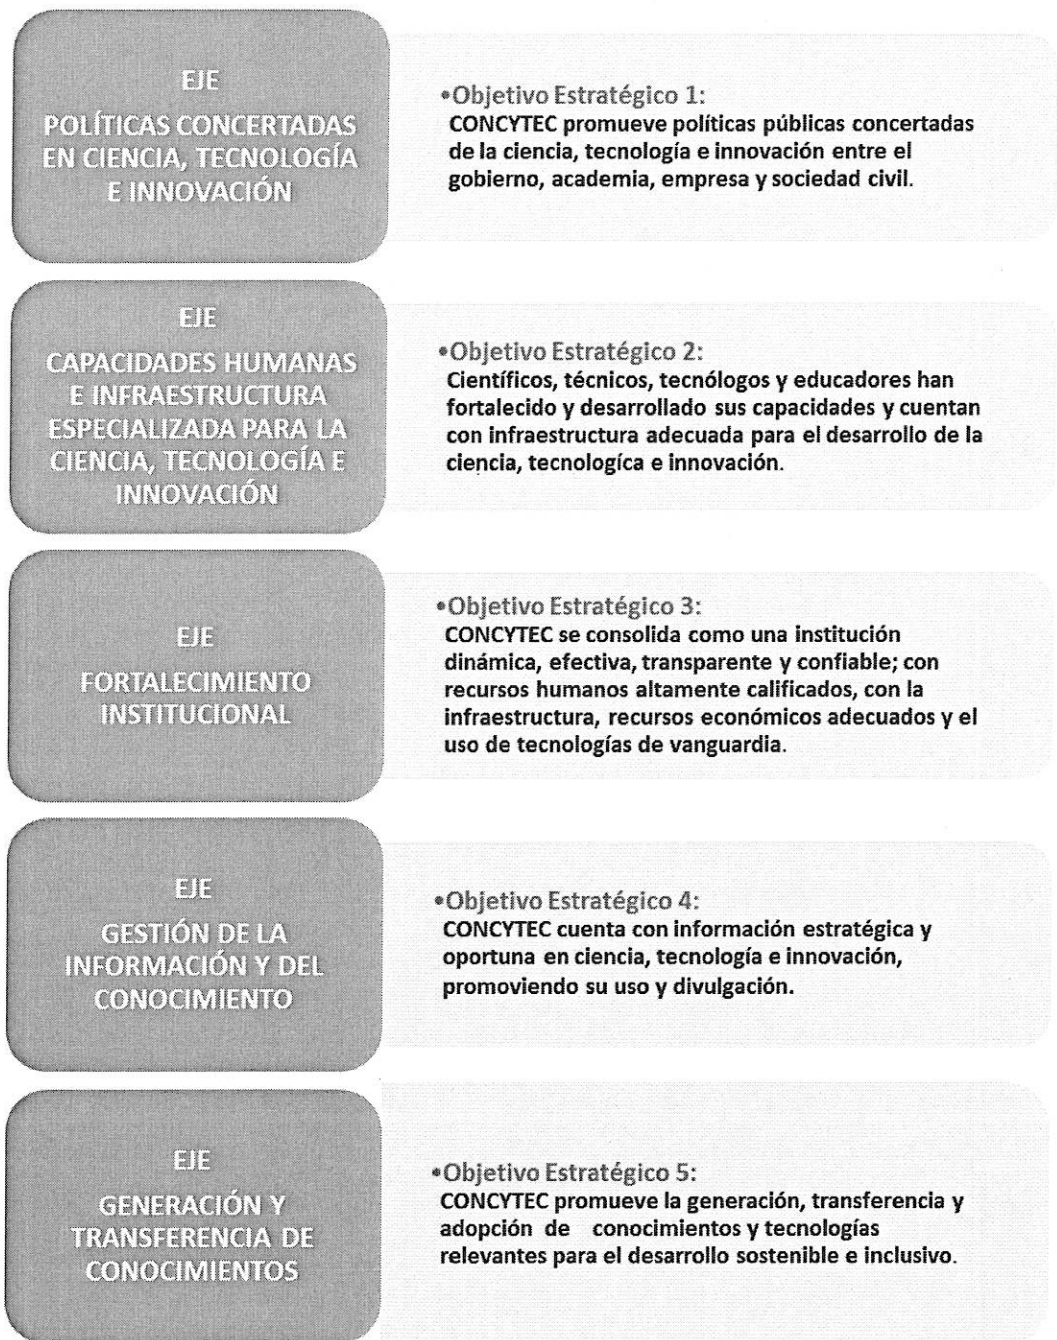 EJE
POLÍTICAS CONCERTADAS
EN CIENCIA, TECNOLOGÍA
E INNOVACIÓN
•Objetivo Estratégico 1:
CONCYTEC promueve políticas públicas concertadas
de la ciencia, tecnología e innovación entre el
gobierno, academia, empresa y sociedad civil.
EJE
CAPACIDADES HUMANAS
E INFRAESTRUCTURA
ESPECIALIZADA PARA LA
CIENCIA, TECNOLOGÍA E
INNOVACIÓN
•Objetivo Estratégico 2:
Científicos, técnicos, tecnólogos y educadores han
fortalecido y desarrollado sus capacidades y cuentan
con infraestructura adecuada para el desarrollo de la
ciencia, tecnologíca e innovación.
EJE
FORTALECIMIENTO
INSTITUCIONAL
•Objetivo Estratégico 3:
CONCYTEC se consolida como una institución
dinámica, efectiva, transparente y confiable; con
recursos humanos altamente calificados, con la
infraestructura, recursos económicos adecuados y el
uso de tecnologías de vanguardia.
EJE
GESTIÓN DE LA
INFORMACIÓN Y DEL
CONOCIMIENTO
•Objetivo Estratégico 4:
CONCYTEC cuenta con información estratégica y
oportuna en ciencia, tecnología e innovación,
promoviendo su uso y divulgación.
EJE
GENERACIÓN Y
TRANSFERENCIA DE
CONOCIMIENTOS
•Objetivo Estratégico 5:
CONCYTEC promueve la generación, transferencia y
adopción de conocimientos y tecnologías
relevantes para el desarrollo sostenible e inclusivo.